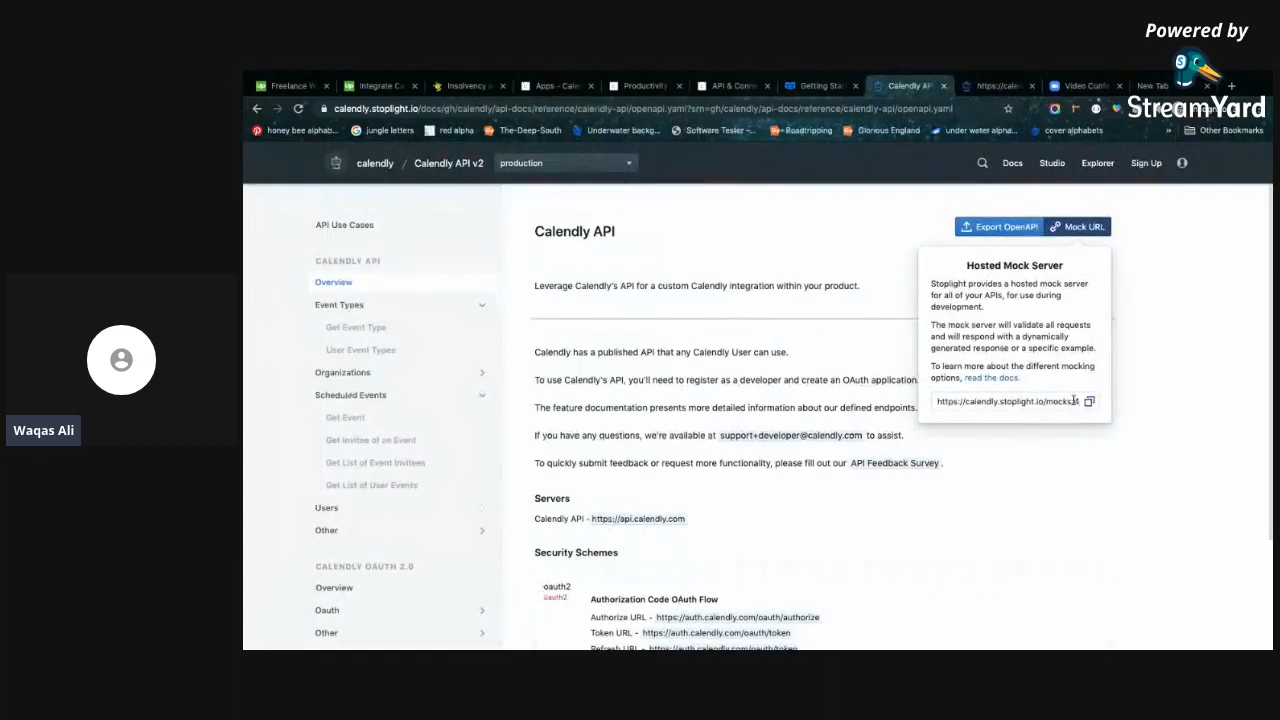 Powered by
StreamYard
Freelance W
Integrate Ca
Insolvency
Apps - Cale
Productivity
API & Conn
Getting Star
Calendly API
https://calen
Video Confe
New Tab
calendly.stoplight.io/docs/gh/calendly/api-docs/reference/calendly-api/openapi.yaml?srn=gh/calendly/api-docs/reference/calendly-api/openapi.yaml
honey bee alphab...
jungle letters
red alpha
The-Deep-South
Underwater backg...
Software Tester -...
Roadtripping
Glorious England
under water alpha...
cover alphabets
»
Other Bookmarks
calendly / Calendly API v2
production
Docs
Studio
Explorer
Sign Up
API Use Cases
CALENDLY API
Overview
Event Types
Get Event Type
User Event Types
Organizations
Scheduled Events
Get Event
Get Invitee of an Event
Get List of Event Invitees
Get List of User Events
Users
Other
CALENDLY OAUTH 2.0
Overview
Oauth
Other
Calendly API
Export OpenAPI
Mock URL
Leverage Calendly's API for a custom Calendly integration within your product.
Hosted Mock Server
Stoplight provides a hosted mock server
for all of your APIs, for use during
development.
The mock server will validate all requests
and will respond with a dynamically
generated response or a specific example.
To learn more about the different mocking
options, read the docs.
https://calendly.stoplight.io/mocks
Calendly has a published API that any Calendly User can use.
To use Calendly's API, you'll need to register as a developer and create an OAuth application.
The feature documentation presents more detailed information about our defined endpoints.
If you have any questions, we're available at support+developer@calendly.com to assist.
To quickly submit feedback or request more functionality, please fill out our API Feedback Survey .
Servers
Calendly API - https://api.calendly.com
Security Schemes
oauth2
oauth2
Authorization Code OAuth Flow
Authorize URL - https://auth.calendly.com/oauth/authorize
Token URL - https://auth.calendly.com/oauth/token
Refresh URL - https://auth.calendly.com/oauth/token
Waqas Ali